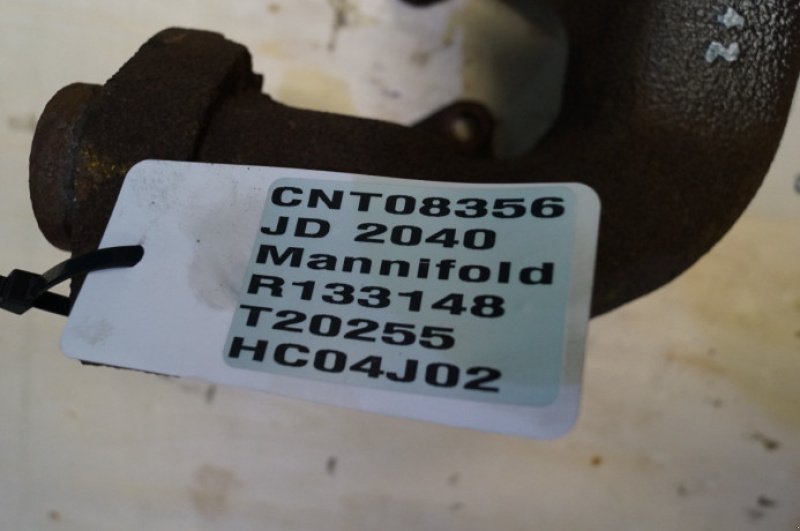 CNT08356
JD 2040
Mannifold
R133148
T20255
HC04J02